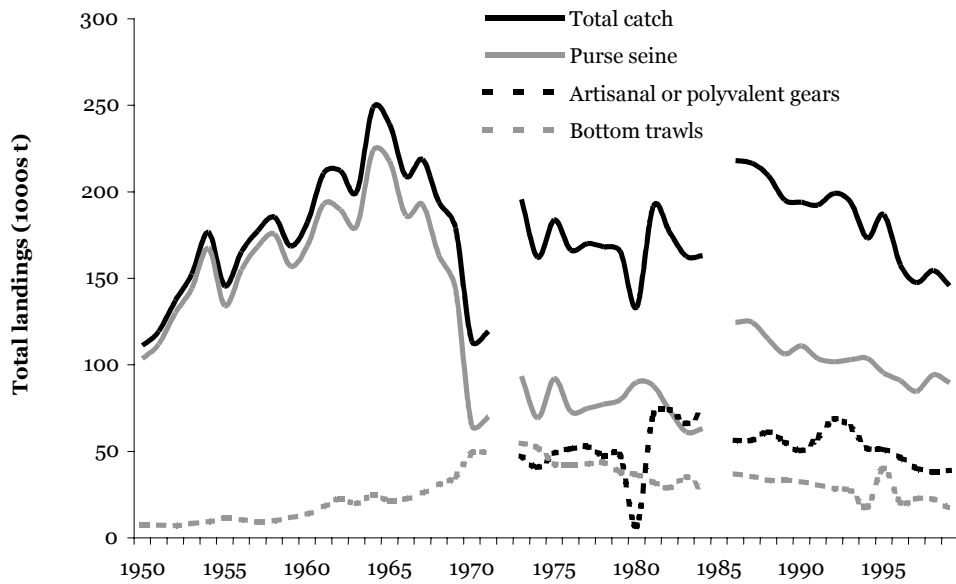 300
250
200
150
100
50
0
Total landings (1000s t)
Total catch
Purse seine
Artisanal or polyvalent gears
Bottom trawls
1950 1955 1960 1965 1970 1975 1980 1985 1990 1995